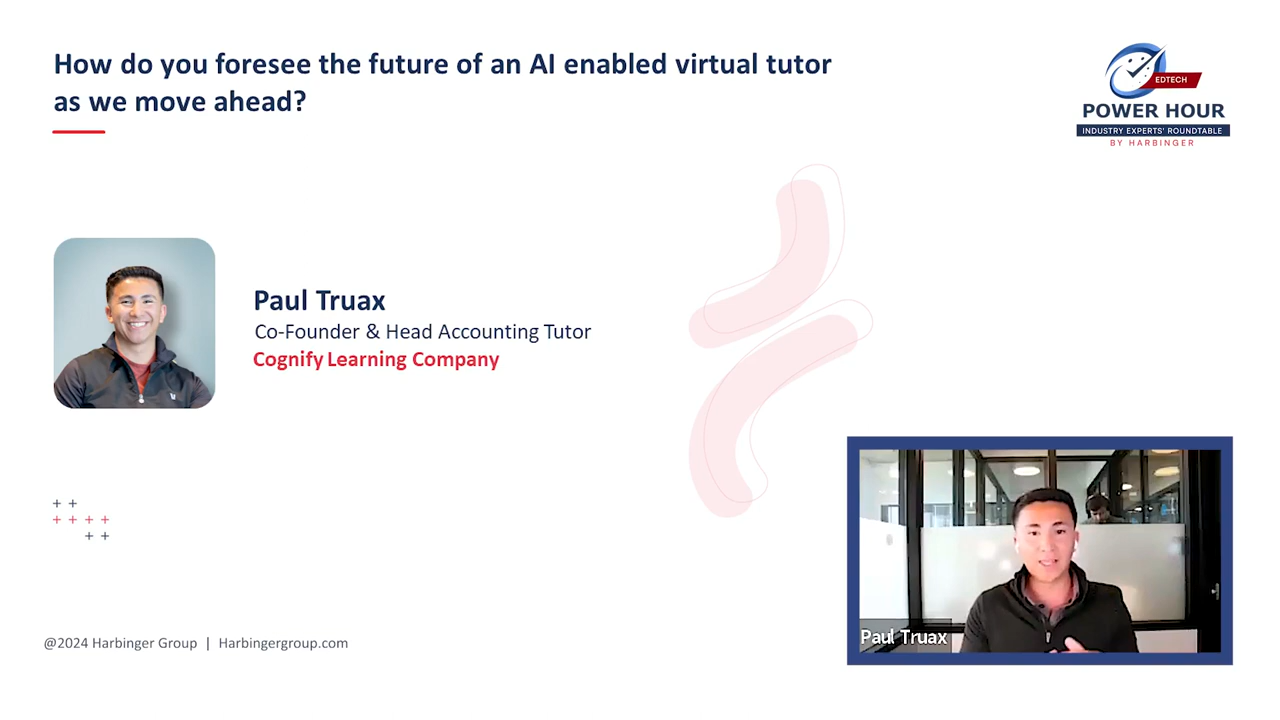 How do you foresee the future of an AI enabled virtual tutor
as we move ahead?
EDTECH
POWER HOUR
INDUSTRY EXPERTS' ROUNDTABLE
BY HARBINGER
Paul Truax
Co-Founder & Head Accounting Tutor
Cognify Learning Company
Paul Truax
@2024 Harbinger Group | Harbingergroup.com